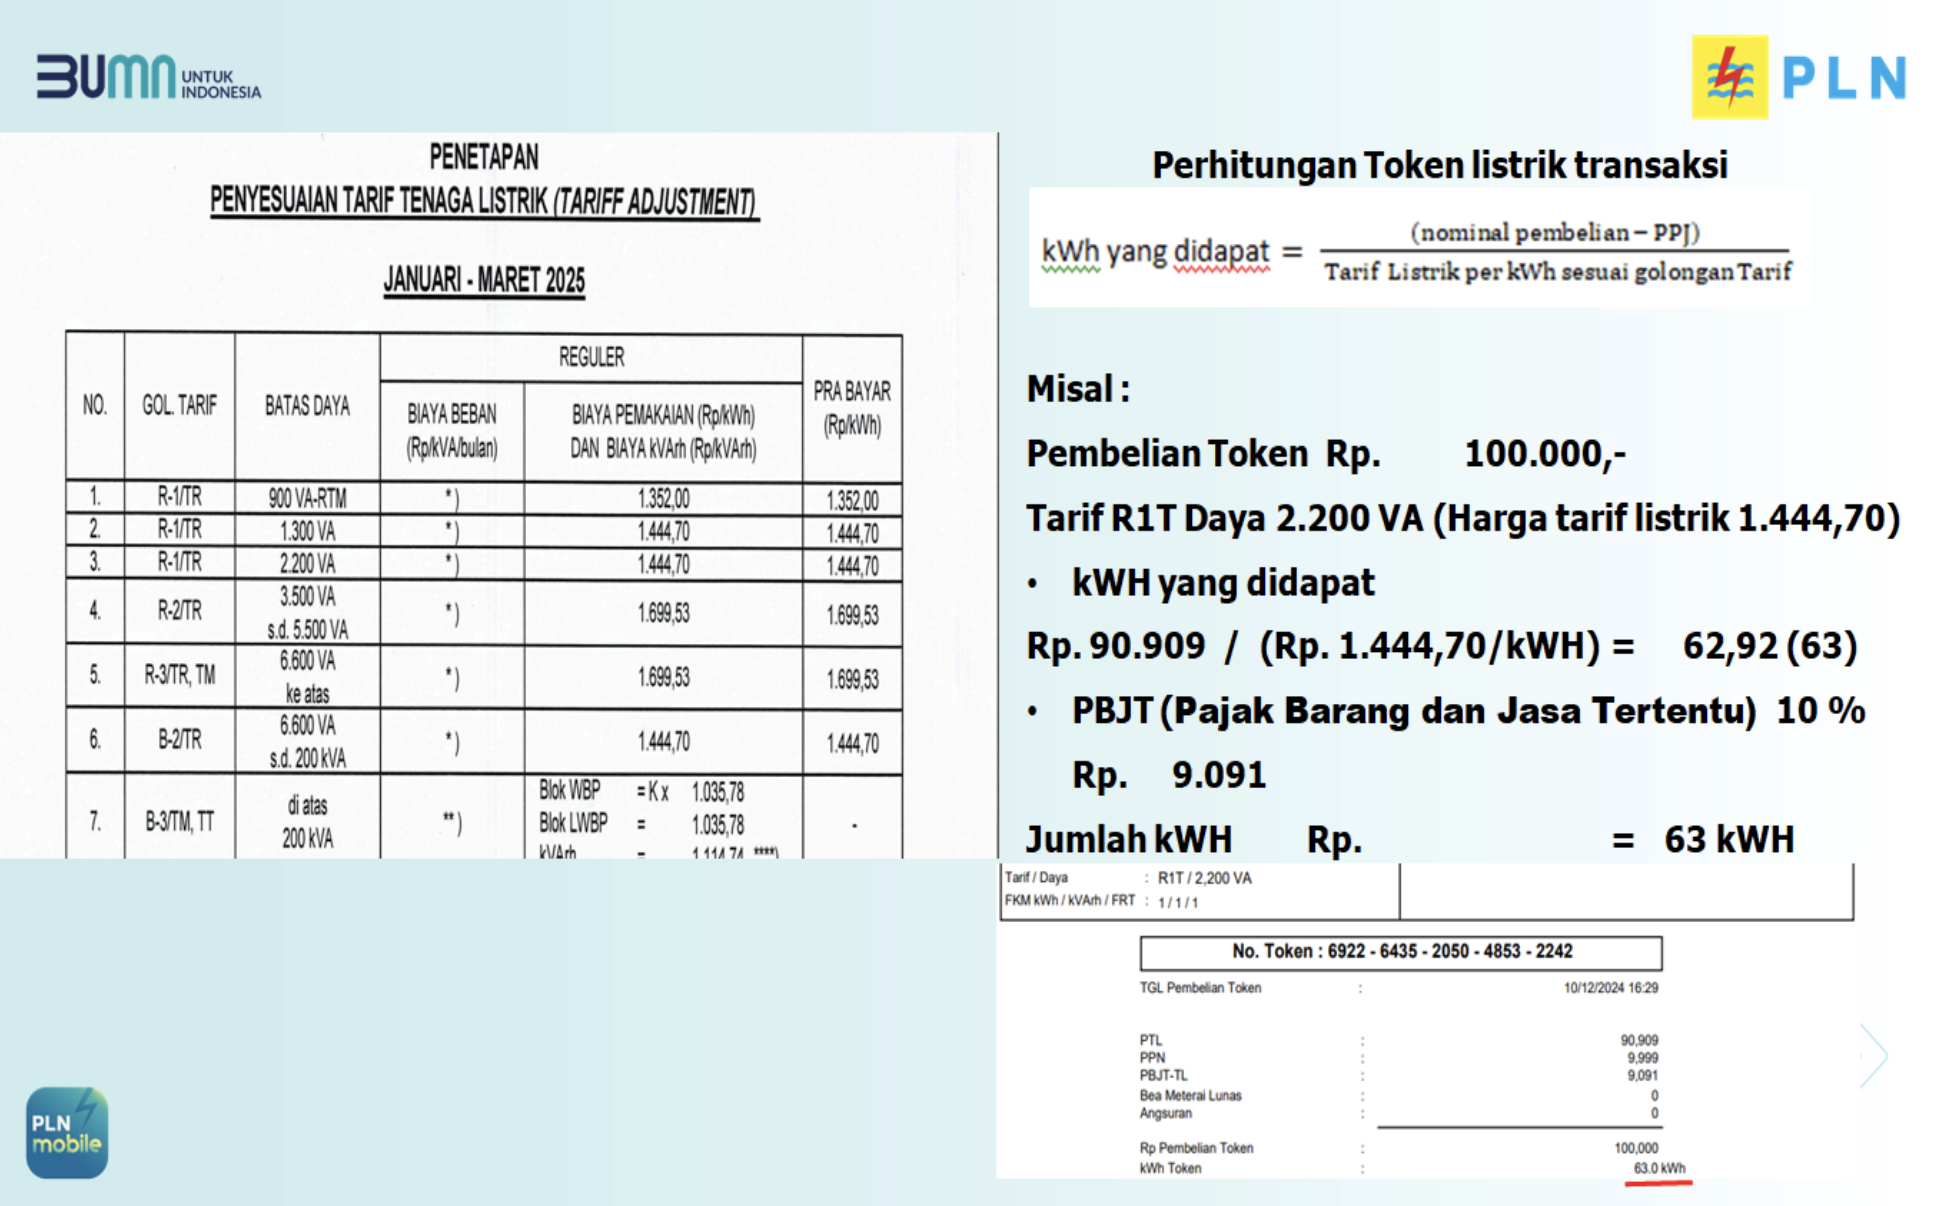 BUMN UNTUK
INDONESIA
PLN
PENETAPAN
PENYESUAIAN TARIF TENAGA LISTRIK (TARIFF ADJUSTMENT)
JANUARI - MARET 2025
NO. GOL. TARIF BATAS DAYA REGULER PRA BAYAR (Rp/kWh)
BIAYA BEBAN (Rp/kVA/bulan) BIAYA PEMAKAIAN (Rp/kWh) DAN BIAYA kVArh (Rp/kVArh)
1. R-1/TR 900 VA-RTM *) 1.352,00 1.352,00
2. R-1/TR 1.300 VA *) 1.444,70 1.444,70
3. R-1/TR 2.200 VA *) 1.444,70 1.444,70
4. R-2/TR 3.500 VA s.d. 5.500 VA *) 1.699,53 1.699,53
5. R-3/TR, TM 6.600 VA ke atas *) 1.699,53 1.699,53
6. B-2/TR 6.600 VA s.d. 200 kVA *) 1.444,70 1.444,70
7. B-3/TM, TT di atas 200 kVA **) Blok WBP = K x 1.035,78 -
Blok LWBP = 1.035,78
kVArh = 1.114,74 ****)
Perhitungan Token listrik transaksi
kWh yang didapat = (nominal pembelian – PPJ)
Tarif Listrik per kWh sesuai golongan Tarif
Misal :
Pembelian Token Rp. 100.000,-
Tarif R1T Daya 2.200 VA (Harga tarif listrik 1.444,70)
• kWH yang didapat
Rp. 90.909 / (Rp. 1.444,70/kWH) = 62,92 (63)
• PBJT (Pajak Barang dan Jasa Tertentu) 10 %
Rp. 9.091
Jumlah kWH Rp. = 63 kWH
Tarif / Daya : R1T / 2,200 VA
FKM kWh / kVArh / FRT : 1 / 1 / 1
No. Token : 6922 - 6435 - 2050 - 4853 - 2242
TGL Pembelian Token : 10/12/2024 16:29
PTL : 90,909
PPN : 9,999
PBJT-TL : 9,091
Bea Meterai Lunas : 0
Angsuran : 0
Rp Pembelian Token : 100,000
kWh Token : 63.0 kWh
PLN
mobile